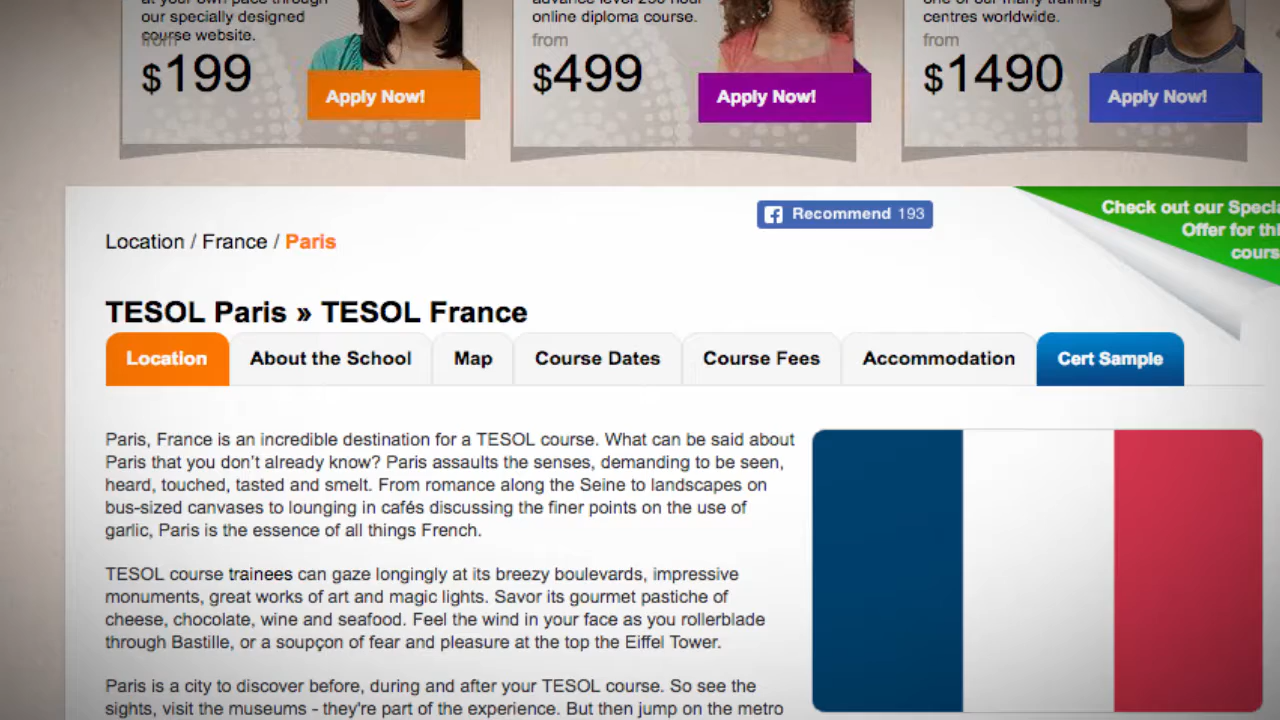 our specially designed
course website.
from
$199
Apply Now!
online diploma course.
from
$499
Apply Now!
centres worldwide.
from
$1490
Apply Now!
Recommend 193
Check out our
Offer for
Location / France / Paris
TESOL Paris » TESOL France
Location
About the School
Map
Course Dates
Course Fees
Accommodation
Cert Sample
Paris, France is an incredible destination for a TESOL course. What can be said about
Paris that you don't already know? Paris assaults the senses, demanding to be seen,
heard, touched, tasted and smelt. From romance along the Seine to landscapes on
bus-sized canvases to lounging in cafés discussing the finer points on the use of
garlic, Paris is the essence of all things French.
TESOL course trainees can gaze longingly at its breezy boulevards, impressive
monuments, great works of art and magic lights. Savor its gourmet pastiche of
cheese, chocolate, wine and seafood. Feel the wind in your face as you rollerblade
through Bastille, or a soupçon of fear and pleasure at the top the Eiffel Tower.
Paris is a city to discover before, during and after your TESOL course. So see the
sights, visit the museums - they're part of the experience. But then jump on the metro